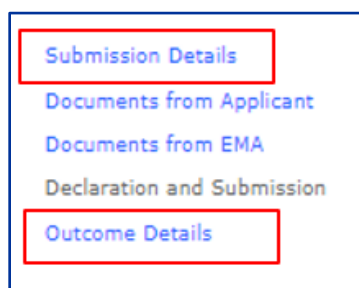 Submission Details
Documents from Applicant
Documents from EMA
Declaration and Submission
Outcome Details